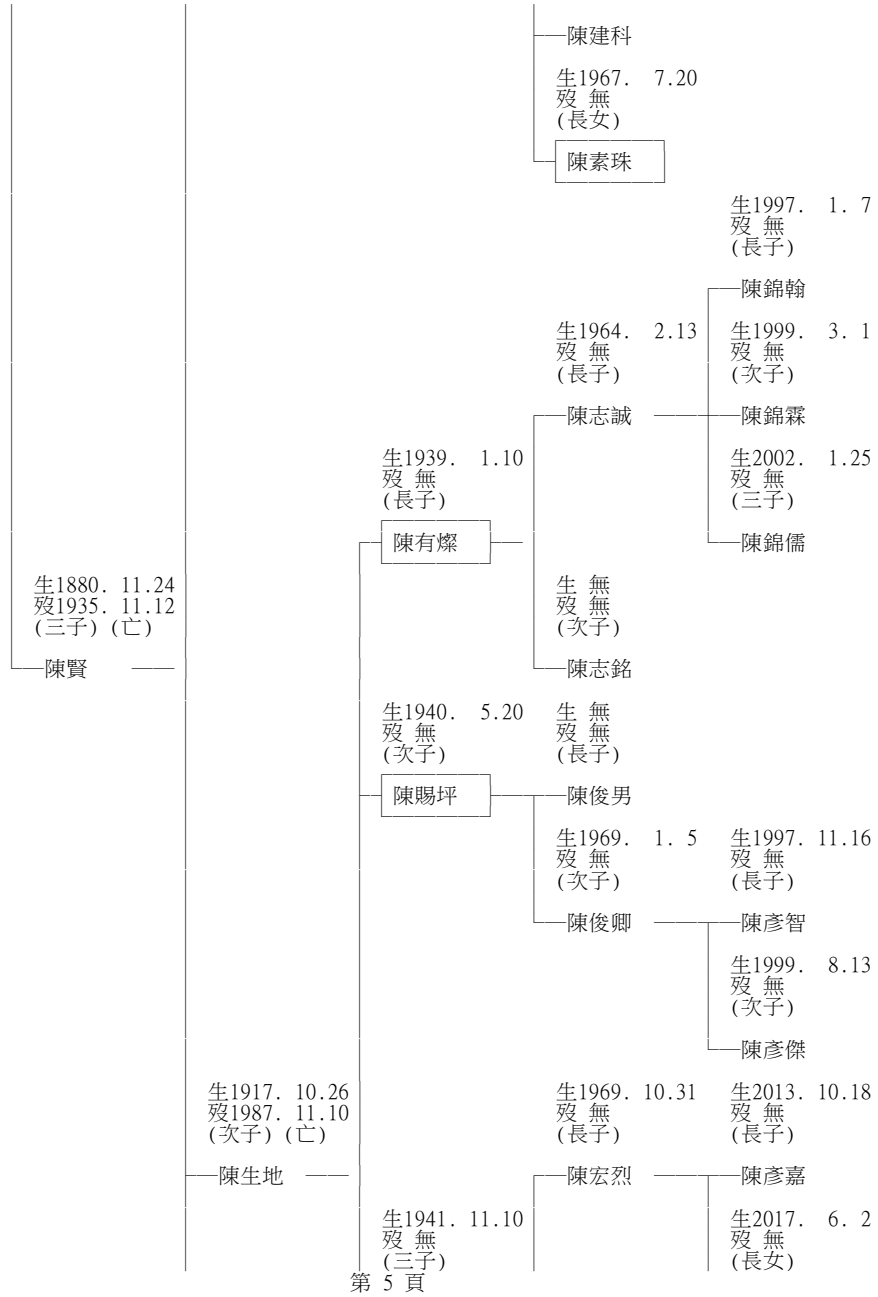 陳建科
生1967. 7.20
歿 無
(長女)
陳素珠
生1997. 1. 7
歿 無
(長子)
陳錦翰
生1964. 2.13 生1999. 3. 1
歿 無 歿 無
(長子) (次子)
陳志誠 陳錦霖
生1939. 1.10 生2002. 1.25
歿 無 歿 無
(長子) (三子)
陳有燦 陳錦儒
生1880. 11.24 生 無
歿1935. 11.12 歿 無
(三子) (亡) (次子)
陳賢 陳志銘
生1940. 5.20 生 無
歿 無 歿 無
(次子) (長子)
陳賜坪 陳俊男
生1969. 1. 5 生1997. 11.16
歿 無 歿 無
(次子) (長子)
陳俊卿 陳彥智
生1999. 8.13
歿 無
(次子)
陳彥傑
生1917. 10.26 生1969. 10.31 生2013. 10.18
歿1987. 11.10 歿 無 歿 無
(次子) (亡) (長子) (長子)
陳生地 陳宏烈 陳彥嘉
生1941. 11.10 生2017. 6. 2
歿 無 歿 無
(三子) (長女)
第 5 頁